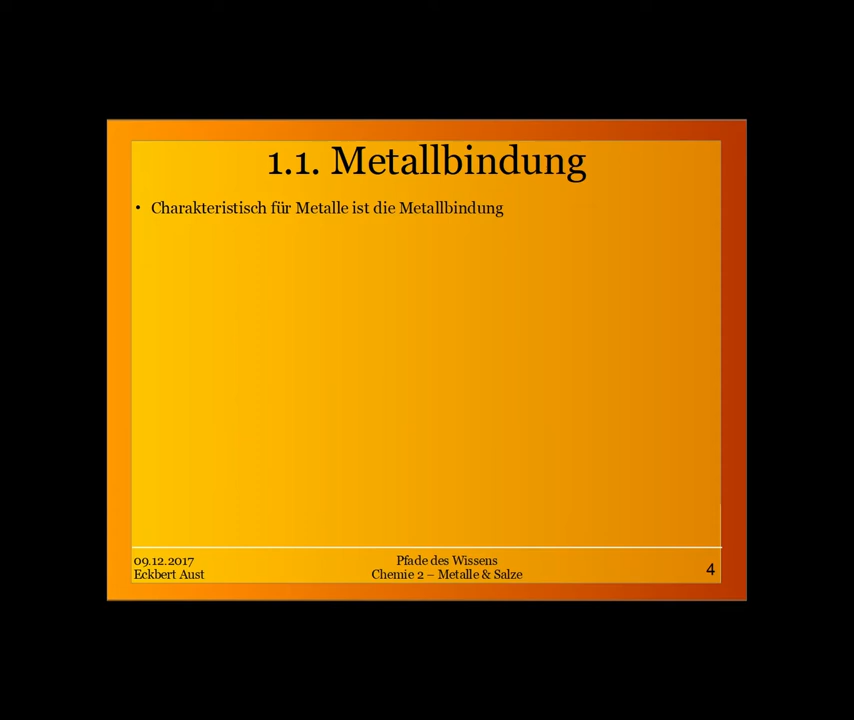 1.1. Metallbindung
• Charakteristisch für Metalle ist die Metallbindung
09.12.2017
Eckbert Aust
Pfade des Wissens
Chemie 2 – Metalle & Salze
4